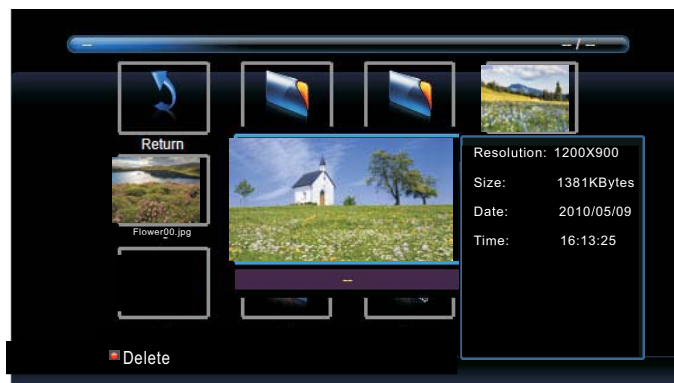 -- -- / --
Return
Resolution: 1200X900
Size: 1381KBytes
Flower00.jpg
Date: 2010/05/09
Time: 16:13:25
--
Delete